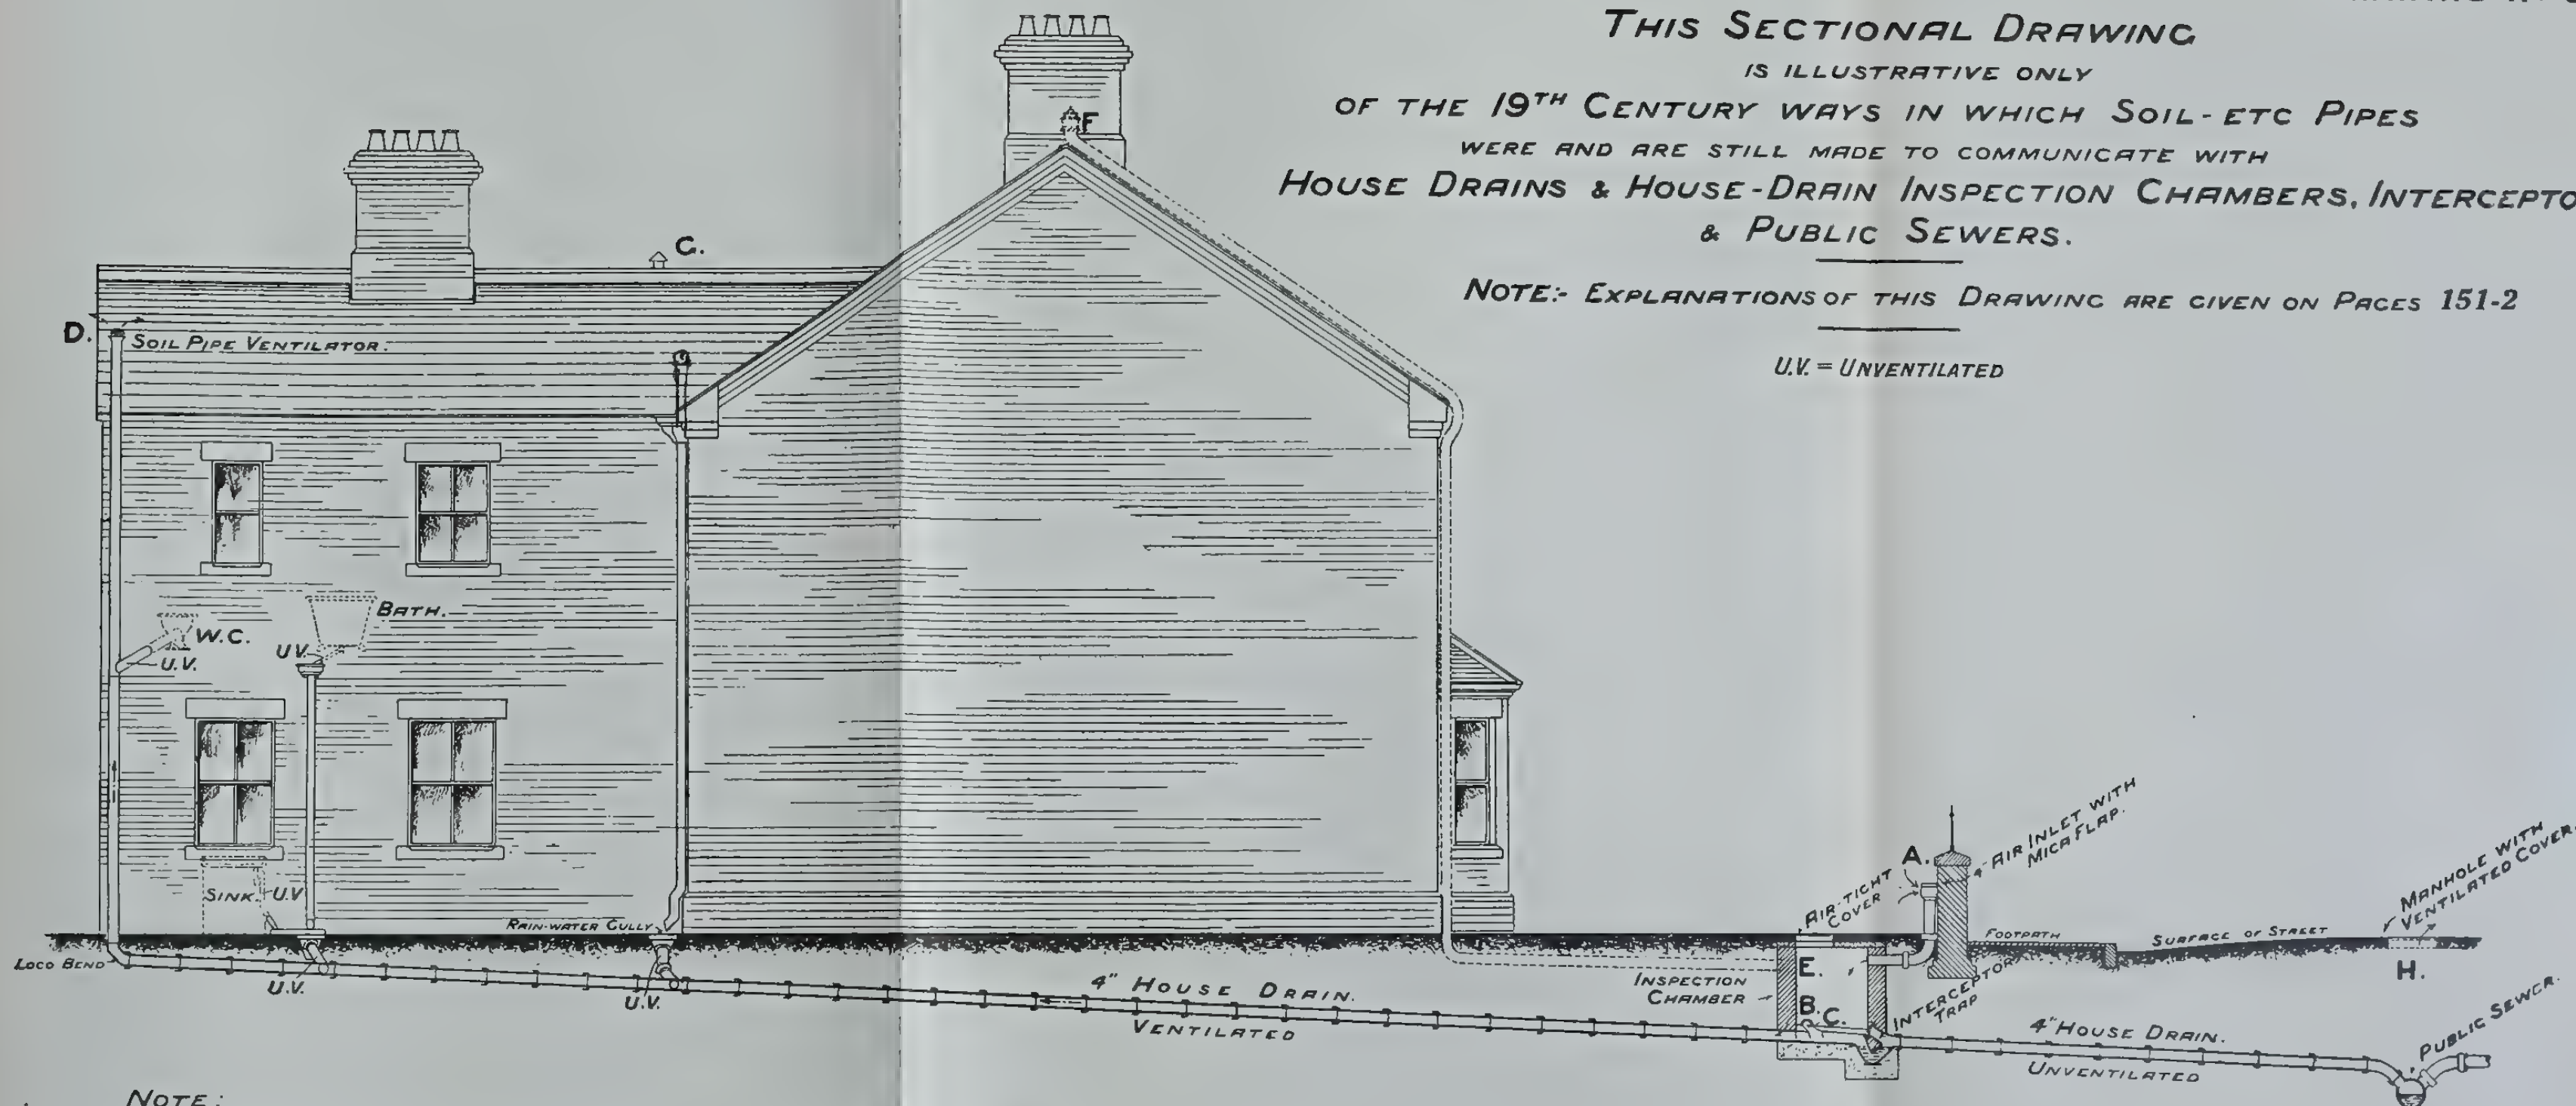 THIS SECTIONAL DRAWING
IS ILLUSTRATIVE ONLY
OF THE 19TH CENTURY WAYS IN WHICH SOIL-ETC PIPES
WERE AND ARE STILL MADE TO COMMUNICATE WITH
HOUSE DRAINS & HOUSE-DRAIN INSPECTION CHAMBERS, INTERCEPTO
& PUBLIC SEWERS.
NOTE:- EXPLANATIONS OF THIS DRAWING ARE GIVEN ON PAGES 151-2
U.V. = UNVENTILATED
F
G.
D.
SOIL PIPE VENTILATOR.
BATH.
W.C.
U.V.
U.V.
SINK.
U.V.
RAIN-WATER GULLY
LOCO BEND
U.V.
U.V.
4" HOUSE DRAIN.
VENTILATED
INSPECTION
CHAMBER
AIR-TIGHT
COVER
A.
4" AIR INLET WITH
MICA FLAP.
E.
B.
C.
INTERCEPTOR
TRAP
FOOTPATH
SURFACE OF STREET
MANHOLE WITH
VENTILATED COVER.
H.
4" HOUSE DRAIN.
UNVENTILATED
PUBLIC SEWER.
NOTE: